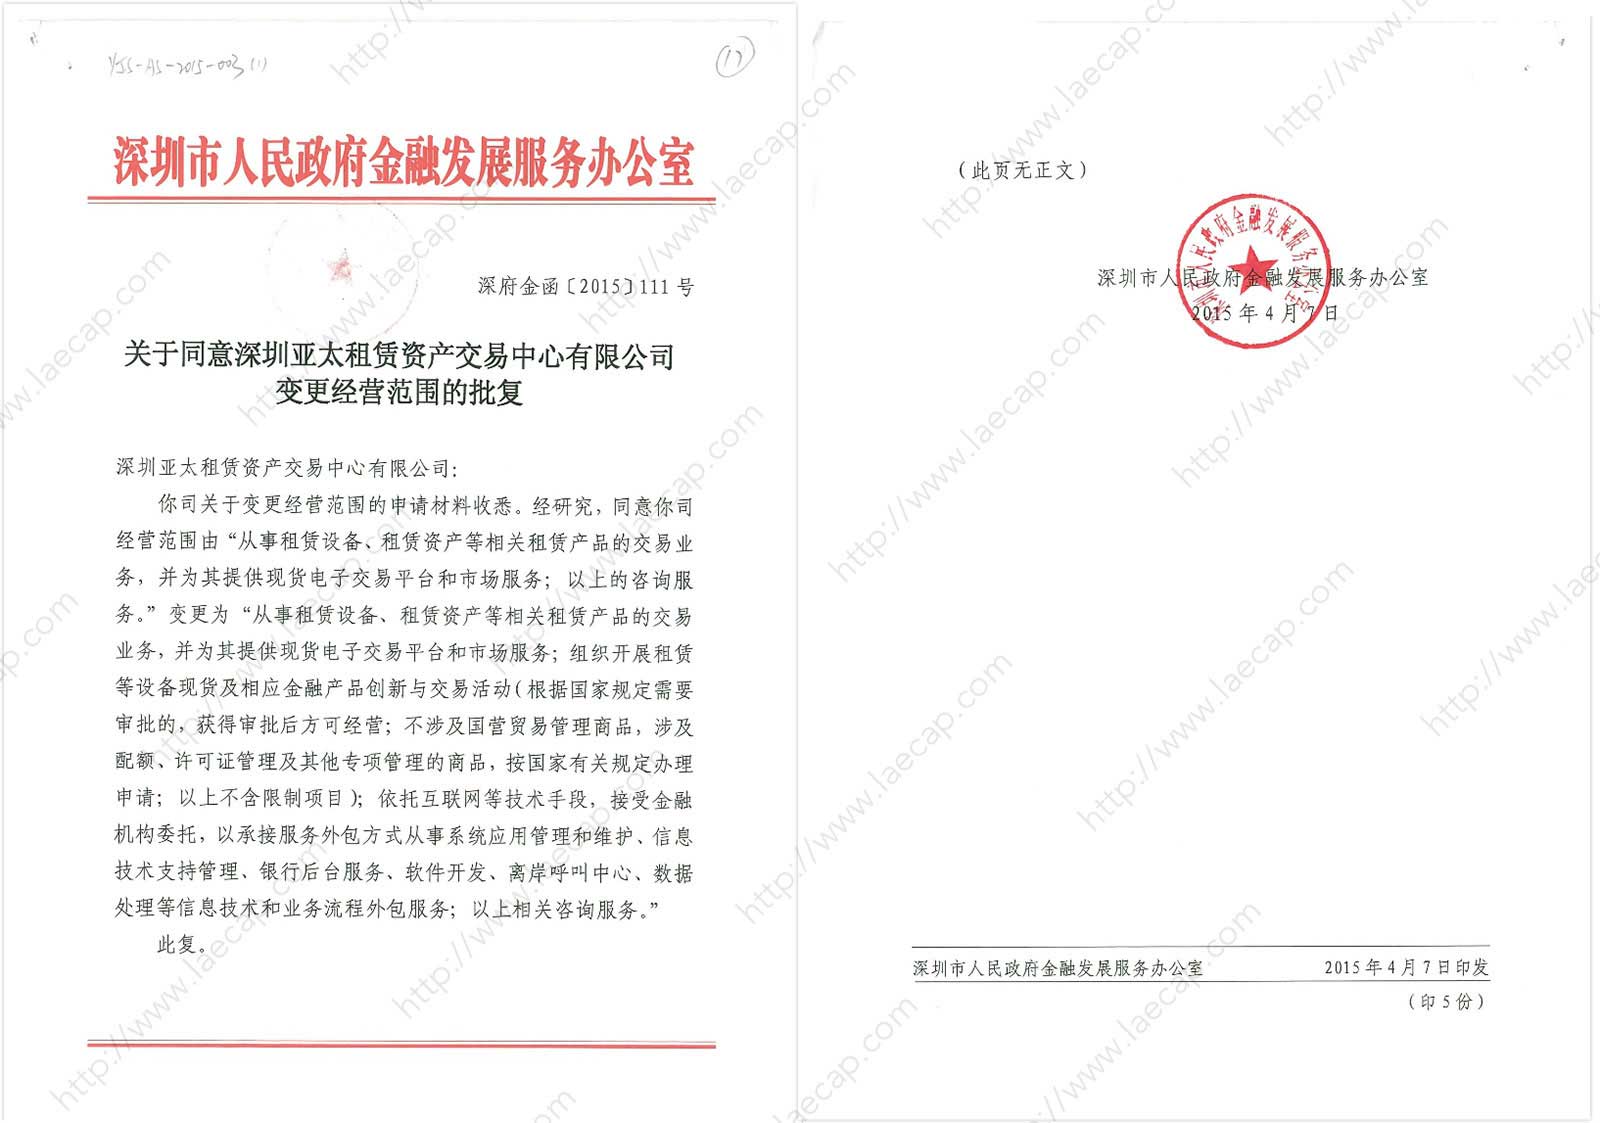 YJS-AS-2015-003(1)
深圳市人民政府金融发展服务办公室
深府金函〔2015〕111 号
关于同意深圳亚太租赁资产交易中心有限公司
变更经营范围的批复
深圳亚太租赁资产交易中心有限公司:
你司关于变更经营范围的申请材料收悉。经研究，同意你司
经营范围由“从事租赁设备、租赁资产等相关租赁产品的交易业
务，并为其提供现货电子交易平台和市场服务；以上的咨询服
务。”变更为“从事租赁设备、租赁资产等相关租赁产品的交易
业务，并为其提供现货电子交易平台和市场服务；组织开展租赁
等设备现货及相应金融产品创新与交易活动（根据国家规定需要
审批的，获得审批后方可经营；不涉及国营贸易管理商品，涉及
配额、许可证管理及其他专项管理的商品，按国家有关规定办理
申请；以上不含限制项目）；依托互联网等技术手段，接受金融
机构委托，以承接服务外包方式从事系统应用管理和维护、信息
技术支持管理、银行后台服务、软件开发、离岸呼叫中心、数据
处理等信息技术和业务流程外包服务；以上相关咨询服务。”
此复。
（此页无正文）
深圳市人民政府金融发展服务办公室
深圳市人民政府金融发展服务办公室
2015 年 4 月 7 日
深圳市人民政府金融发展服务办公室 2015 年 4 月 7 日印发
（印 5 份）
http://www.laecap.com